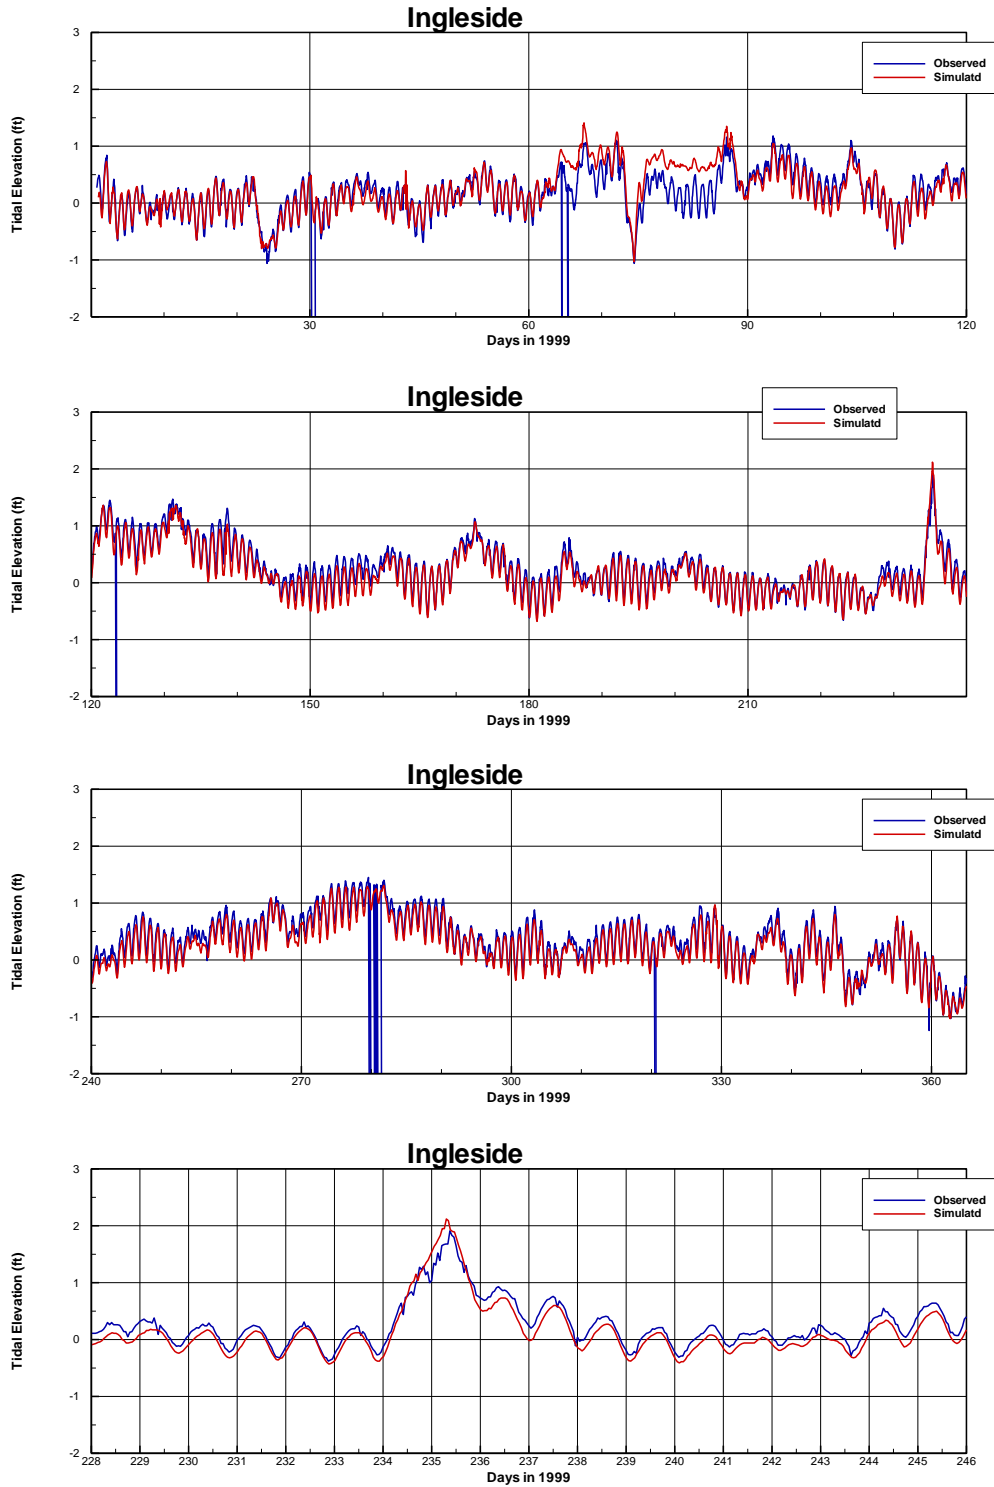 Ingleside
3
2
1
0
-1
-2
Tidal Elevation (ft)
Observed
Simulatd
30
60
90
120
Days in 1999
Ingleside
3
2
1
0
-1
-2
Tidal Elevation (ft)
Observed
Simulatd
120
150
180
210
Days in 1999
Ingleside
3
2
1
0
-1
-2
Tidal Elevation (ft)
Observed
Simulatd
240
270
300
330
360
Days in 1999
Ingleside
3
2
1
0
-1
-2
Tidal Elevation (ft)
Observed
Simulatd
228 229 230 231 232 233 234 235 236 237 238 239 240 241 242 243 244 245 246
Days in 1999